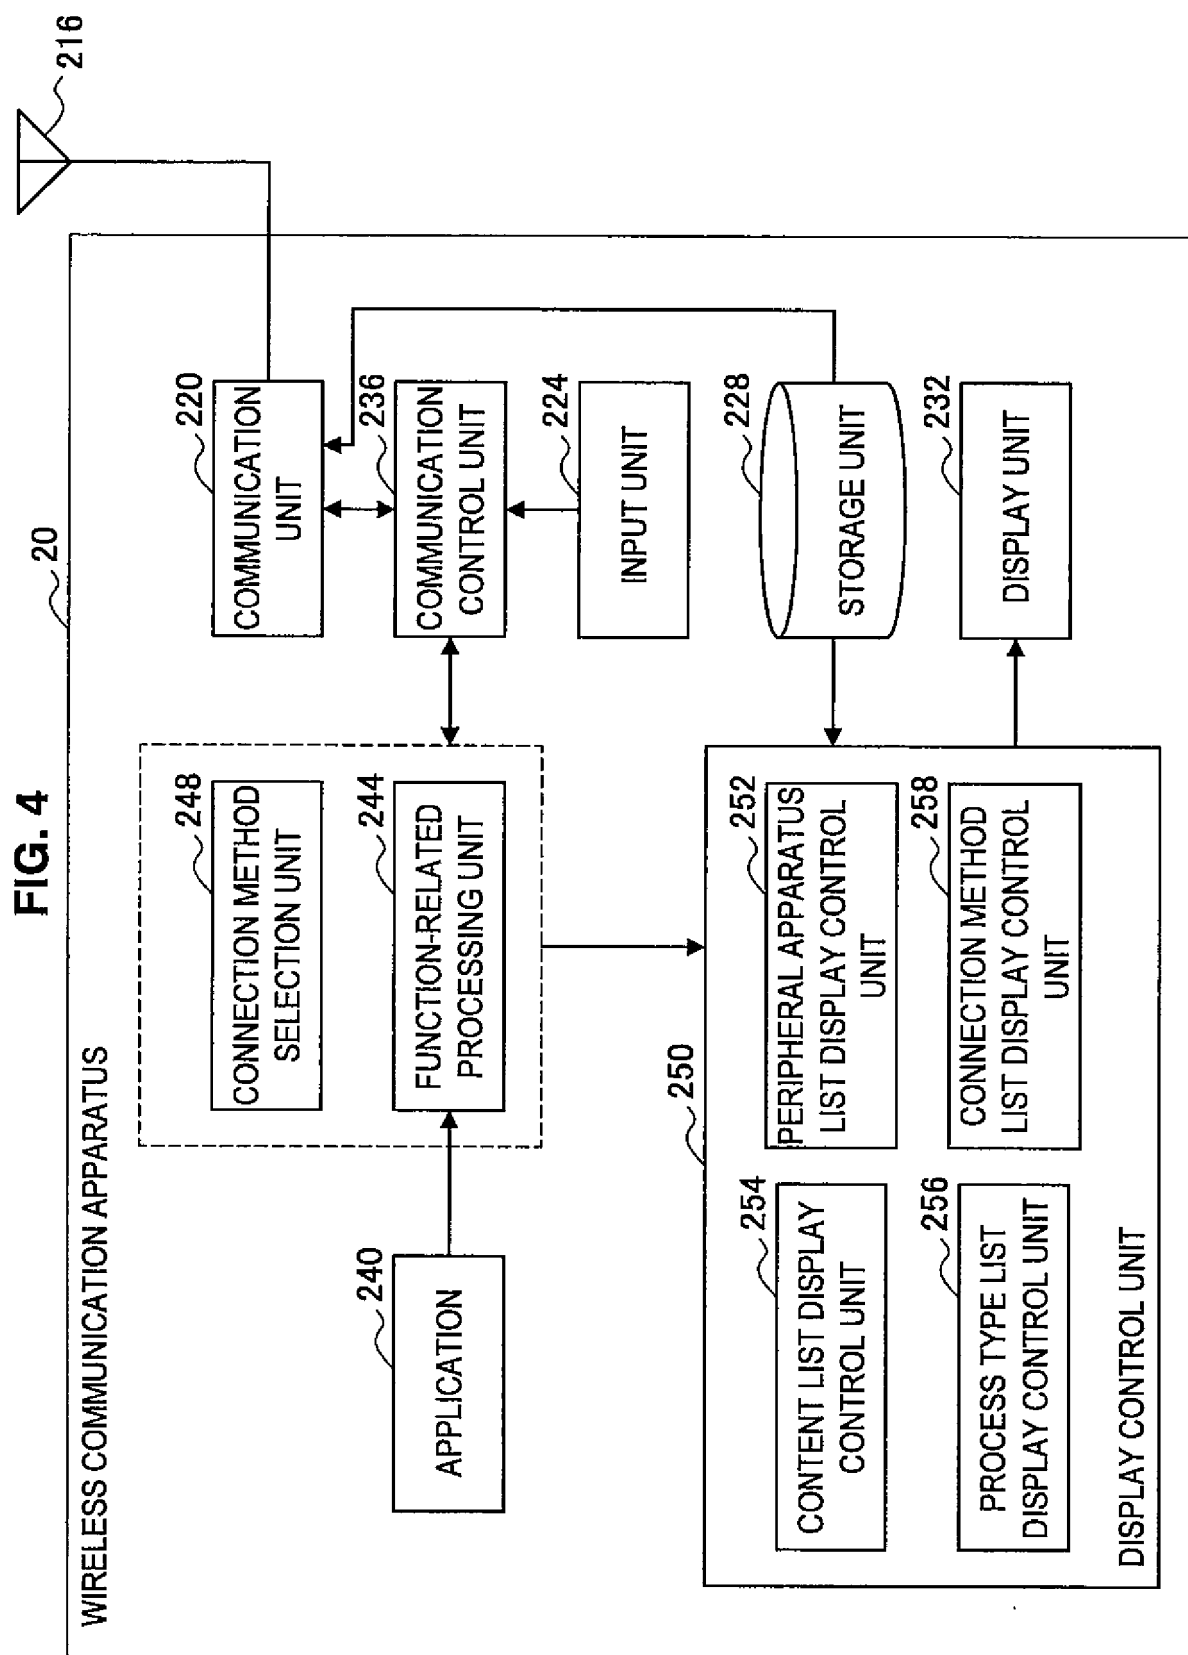 FIG. 4
WIRELESS COMMUNICATION APPARATUS
20
216
248
CONNECTION METHOD
SELECTION UNIT
220
COMMUNICATION
UNIT
240
APPLICATION
244
FUNCTION-RELATED
PROCESSING UNIT
236
COMMUNICATION
CONTROL UNIT
224
INPUT UNIT
250
254
CONTENT LIST DISPLAY
CONTROL UNIT
252
PERIPHERAL APPARATUS
LIST DISPLAY CONTROL
UNIT
228
STORAGE UNIT
256
PROCESS TYPE LIST
DISPLAY CONTROL UNIT
258
CONNECTION METHOD
LIST DISPLAY CONTROL
UNIT
232
DISPLAY UNIT
DISPLAY CONTROL UNIT